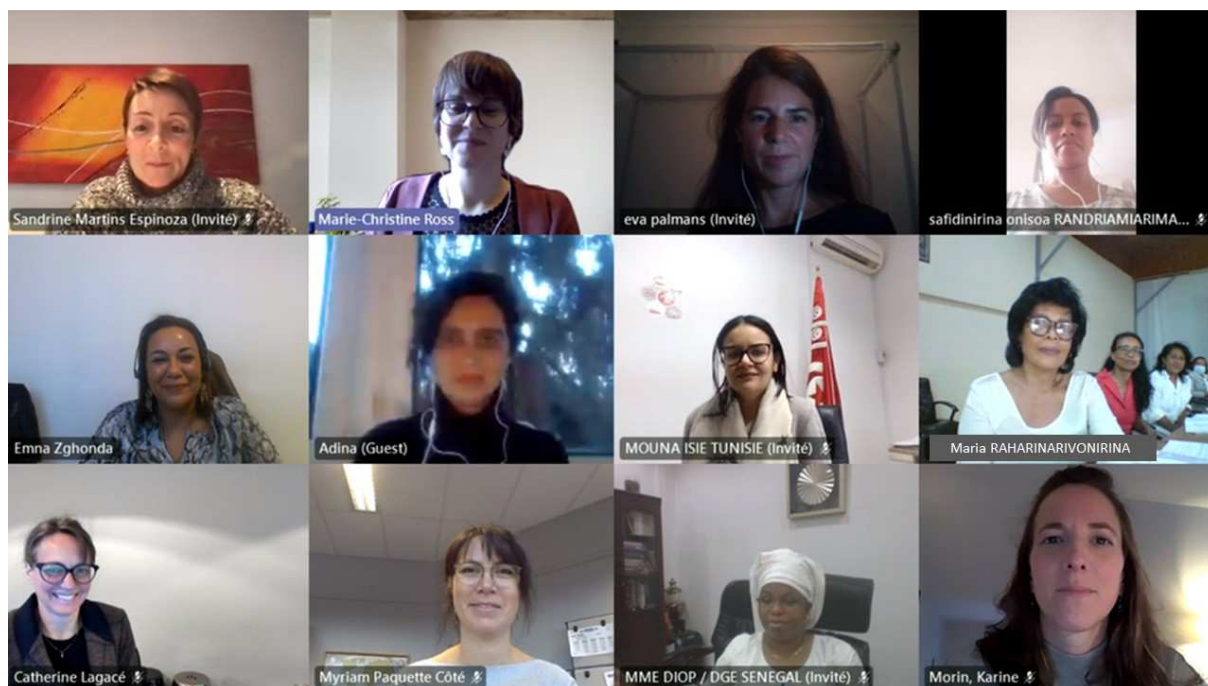 Sandrine Martins Espinoza (Invité)
Marie-Christine Ross
eva palmans (Invité)
safidinirina onisoa RANDRIAMIARIMA...
Emna Zghonda
Adina (Guest)
MOUNA ISIE TUNISIE (Invité)
Maria RAHARINARIVONIRINA
Catherine Lagacé
Myriam Paquette Côté
MME DIOP / DGE SENEGAL (Invité)
Morin, Karine